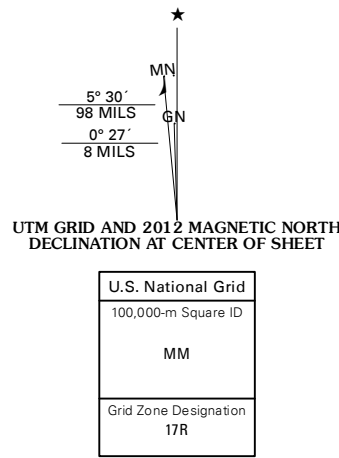 ★
MN
5° 30´
98 MILS
GN
0° 27´
8 MILS
UTM GRID AND 2012 MAGNETIC NORTH
DECLINATION AT CENTER OF SHEET
U.S. National Grid
100,000-m Square ID
MM
Grid Zone Designation
17R